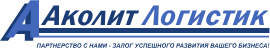 Аколит Логистик
ПАРТНЕРСТВО С НАМИ - ЗАЛОГ УСПЕШНОГО РАЗВИТИЯ ВАШЕГО БИЗНЕСА!